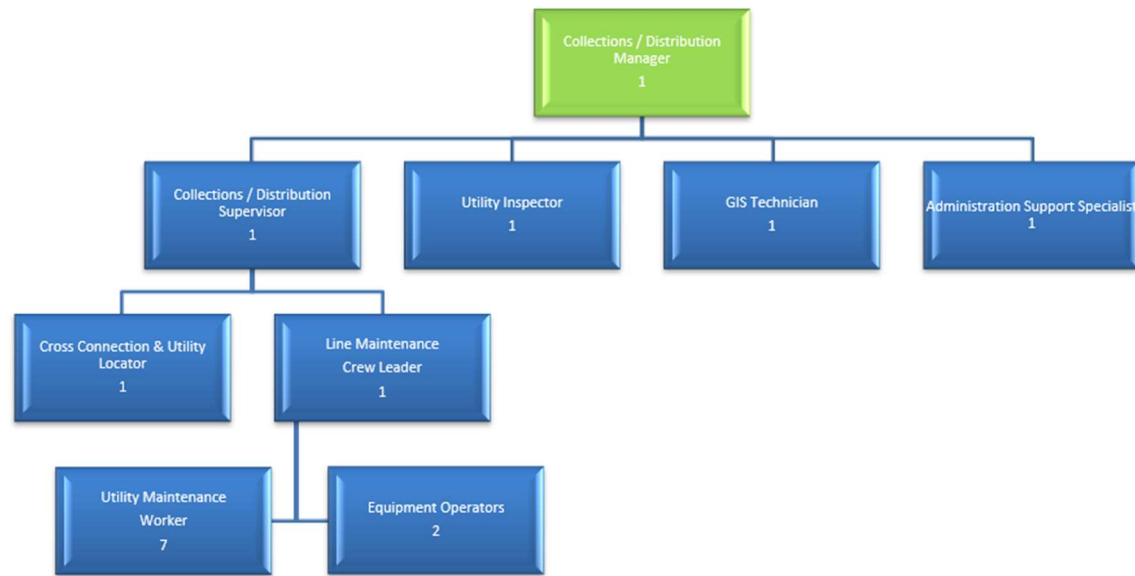 Collections / Distribution
Manager
1
Collections / Distribution
Supervisor
1
Utility Inspector
1
GIS Technician
1
Administration Support Specialist
1
Cross Connection & Utility
Locator
1
Line Maintenance
Crew Leader
1
Utility Maintenance
Worker
7
Equipment Operators
2